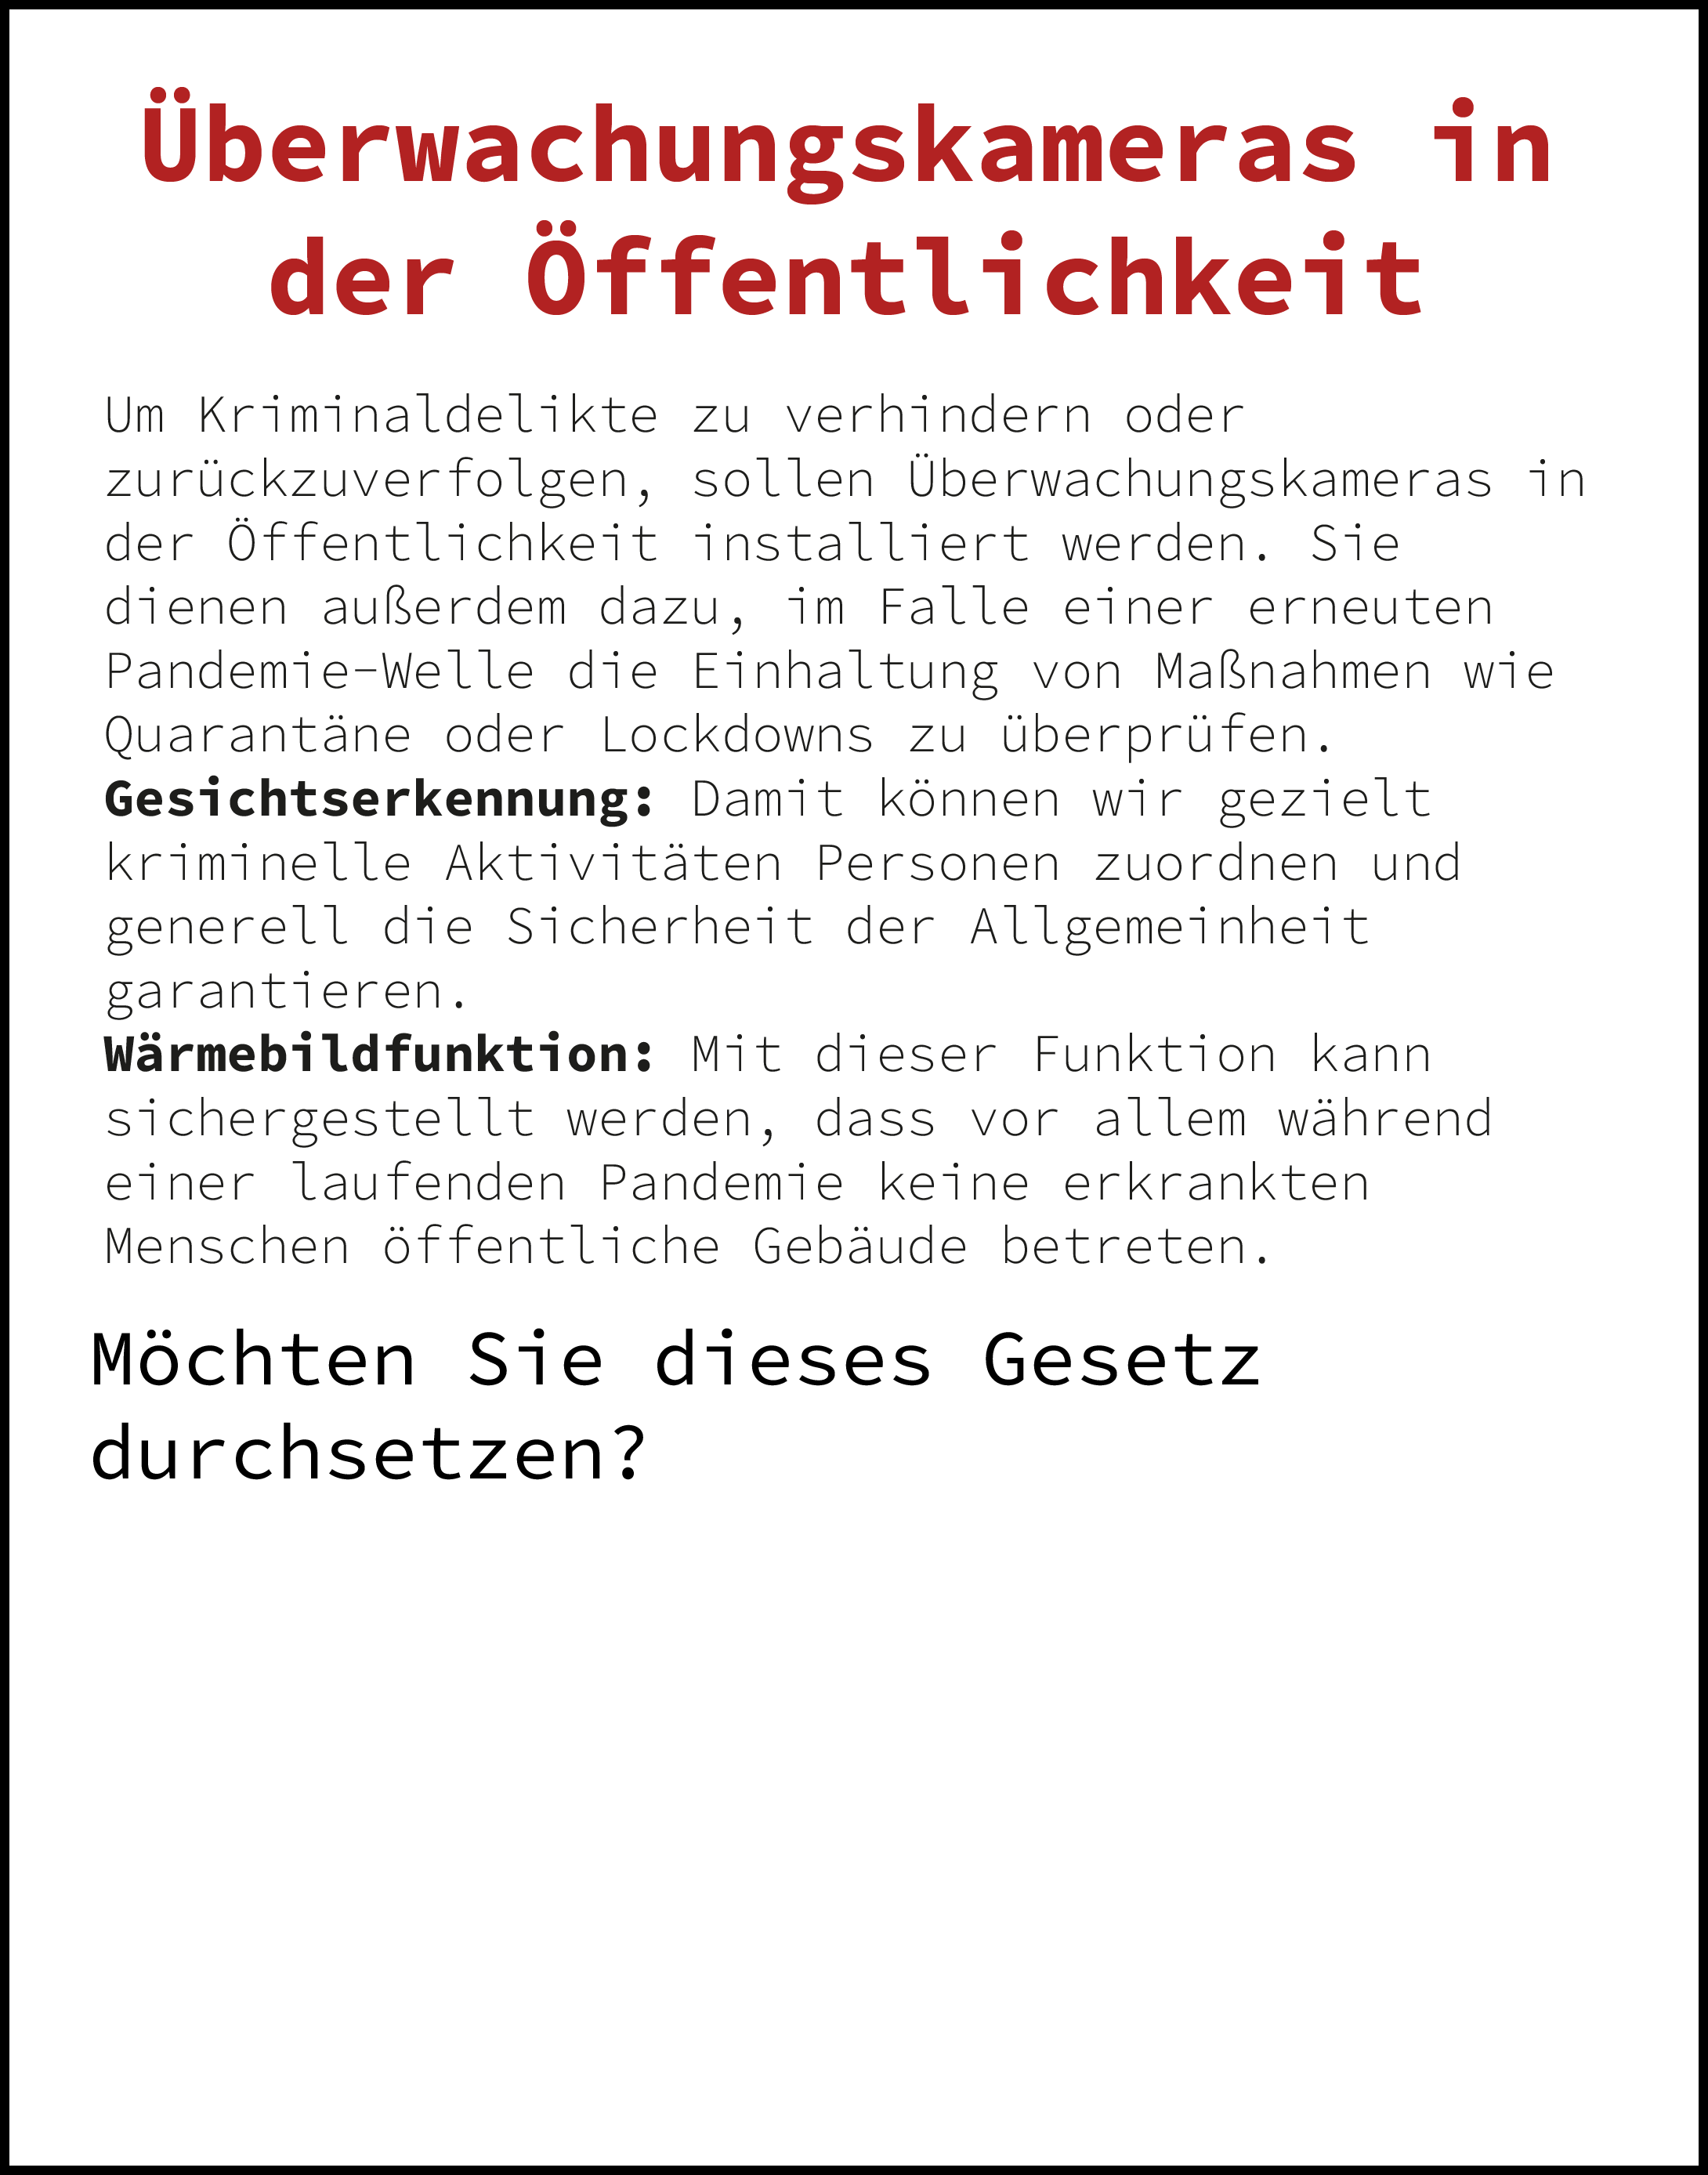 Überwachungskameras in
der Öffentlichkeit
Um Kriminaldelikte zu verhindern oder
zurückzuverfolgen, sollen Überwachungskameras in
der Öffentlichkeit installiert werden. Sie
dienen außerdem dazu, im Falle einer erneuten
Pandemie-Welle die Einhaltung von Maßnahmen wie
Quarantäne oder Lockdowns zu überprüfen.
Gesichtserkennung: Damit können wir gezielt
kriminelle Aktivitäten Personen zuordnen und
generell die Sicherheit der Allgemeinheit
garantieren.
Wärmebildfunktion: Mit dieser Funktion kann
sichergestellt werden, dass vor allem während
einer laufenden Pandemie keine erkrankten
Menschen öffentliche Gebäude betreten.
Möchten Sie dieses Gesetz
durchsetzen?